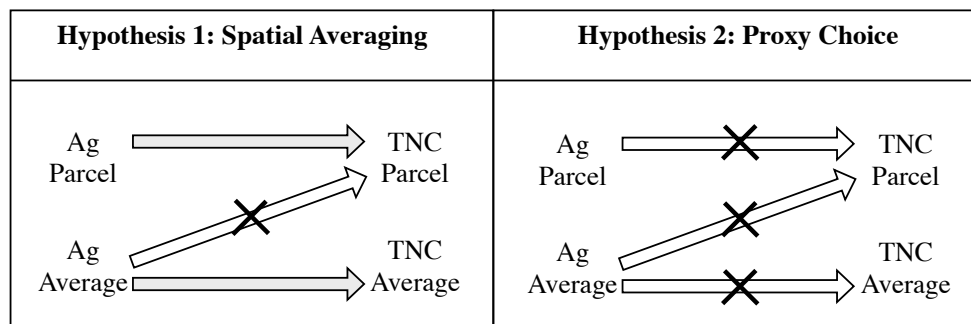 Hypothesis 1: Spatial Averaging
Ag
Parcel
TNC
Parcel
Ag
Average
TNC
Average
Hypothesis 2: Proxy Choice
Ag
Parcel
TNC
Parcel
Ag
Average
TNC
Average